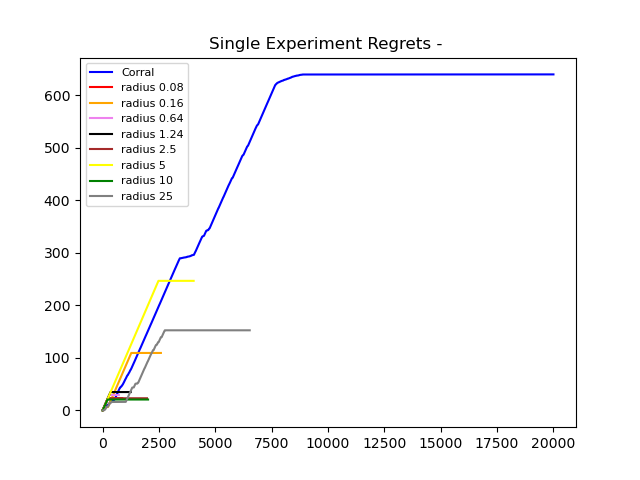 Single Experiment Regrets -
Corral
radius 0.08
radius 0.16
radius 0.64
radius 1.24
radius 2.5
radius 5
radius 10
radius 25
600
500
400
300
200
100
0
0 2500 5000 7500 10000 12500 15000 17500 20000